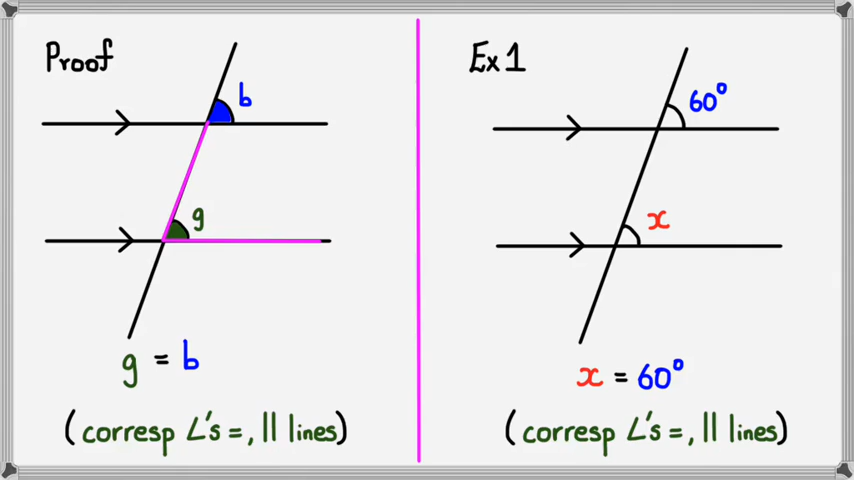 Proof
b
g
g = b
(corresp L's =, || lines)
Ex 1
60°
x
x = 60°
(corresp L's =, || lines)